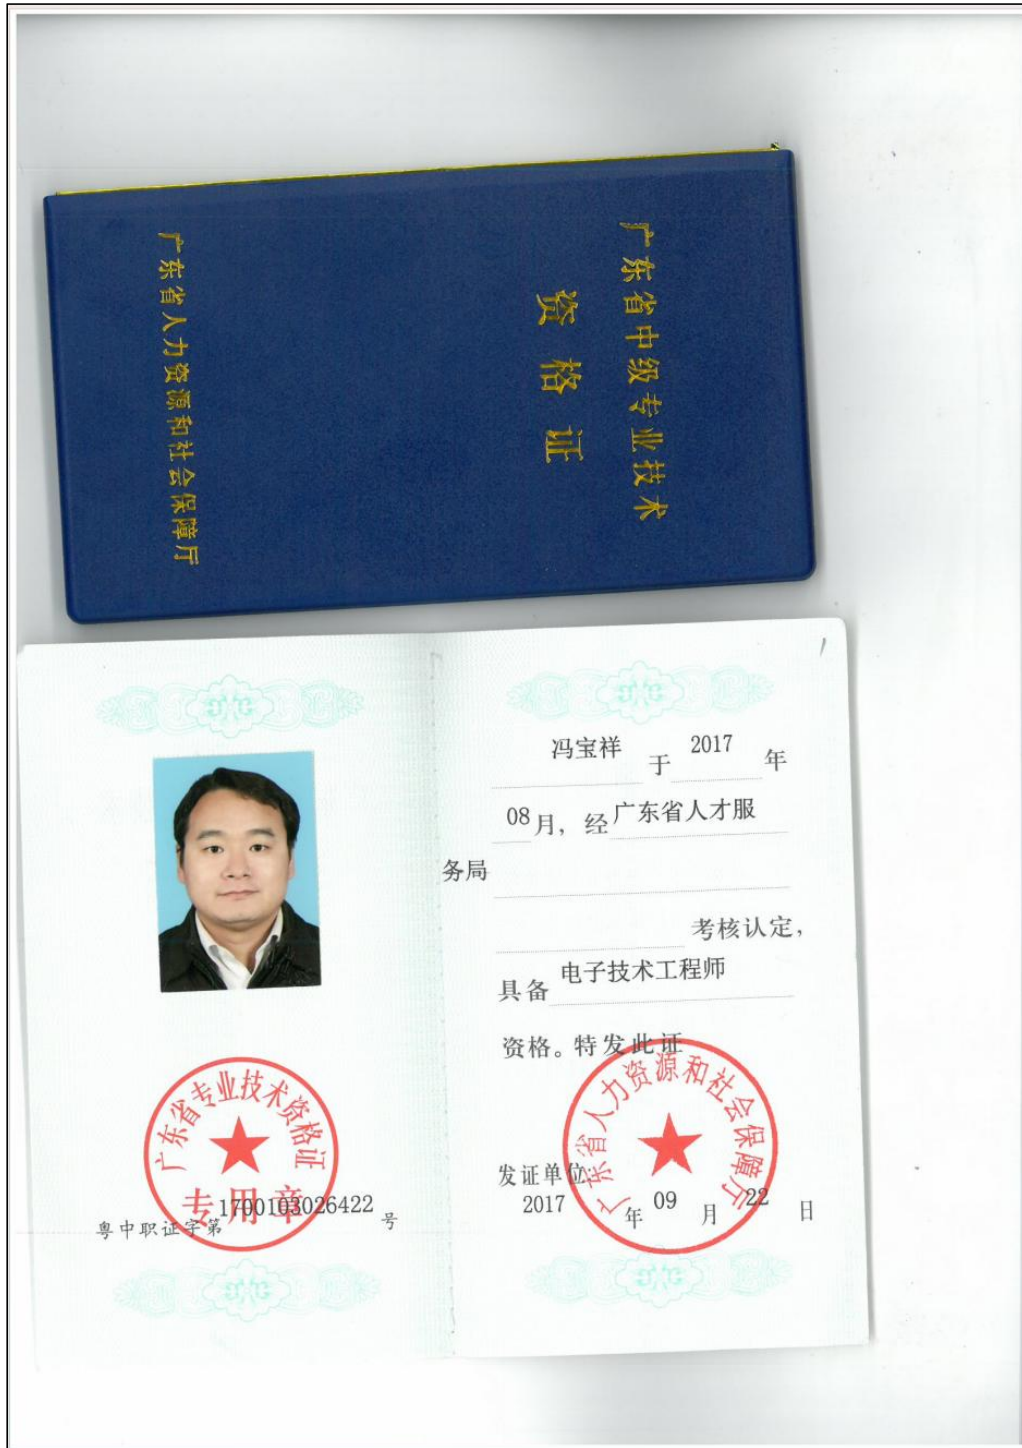 广东省中级专业技术
资格证
广东省人力资源和社会保障厅
冯宝祥 于 2017 年
08月，经广东省人才服
务局
考核认定，
具备 电子技术工程师
资格。特发此证
广东省人力资源和社会保障厅
发证单位:
2017 年 09 月 22 日
广东省专业技术资格证
专用章
粤中职证字第 1700103026422 号